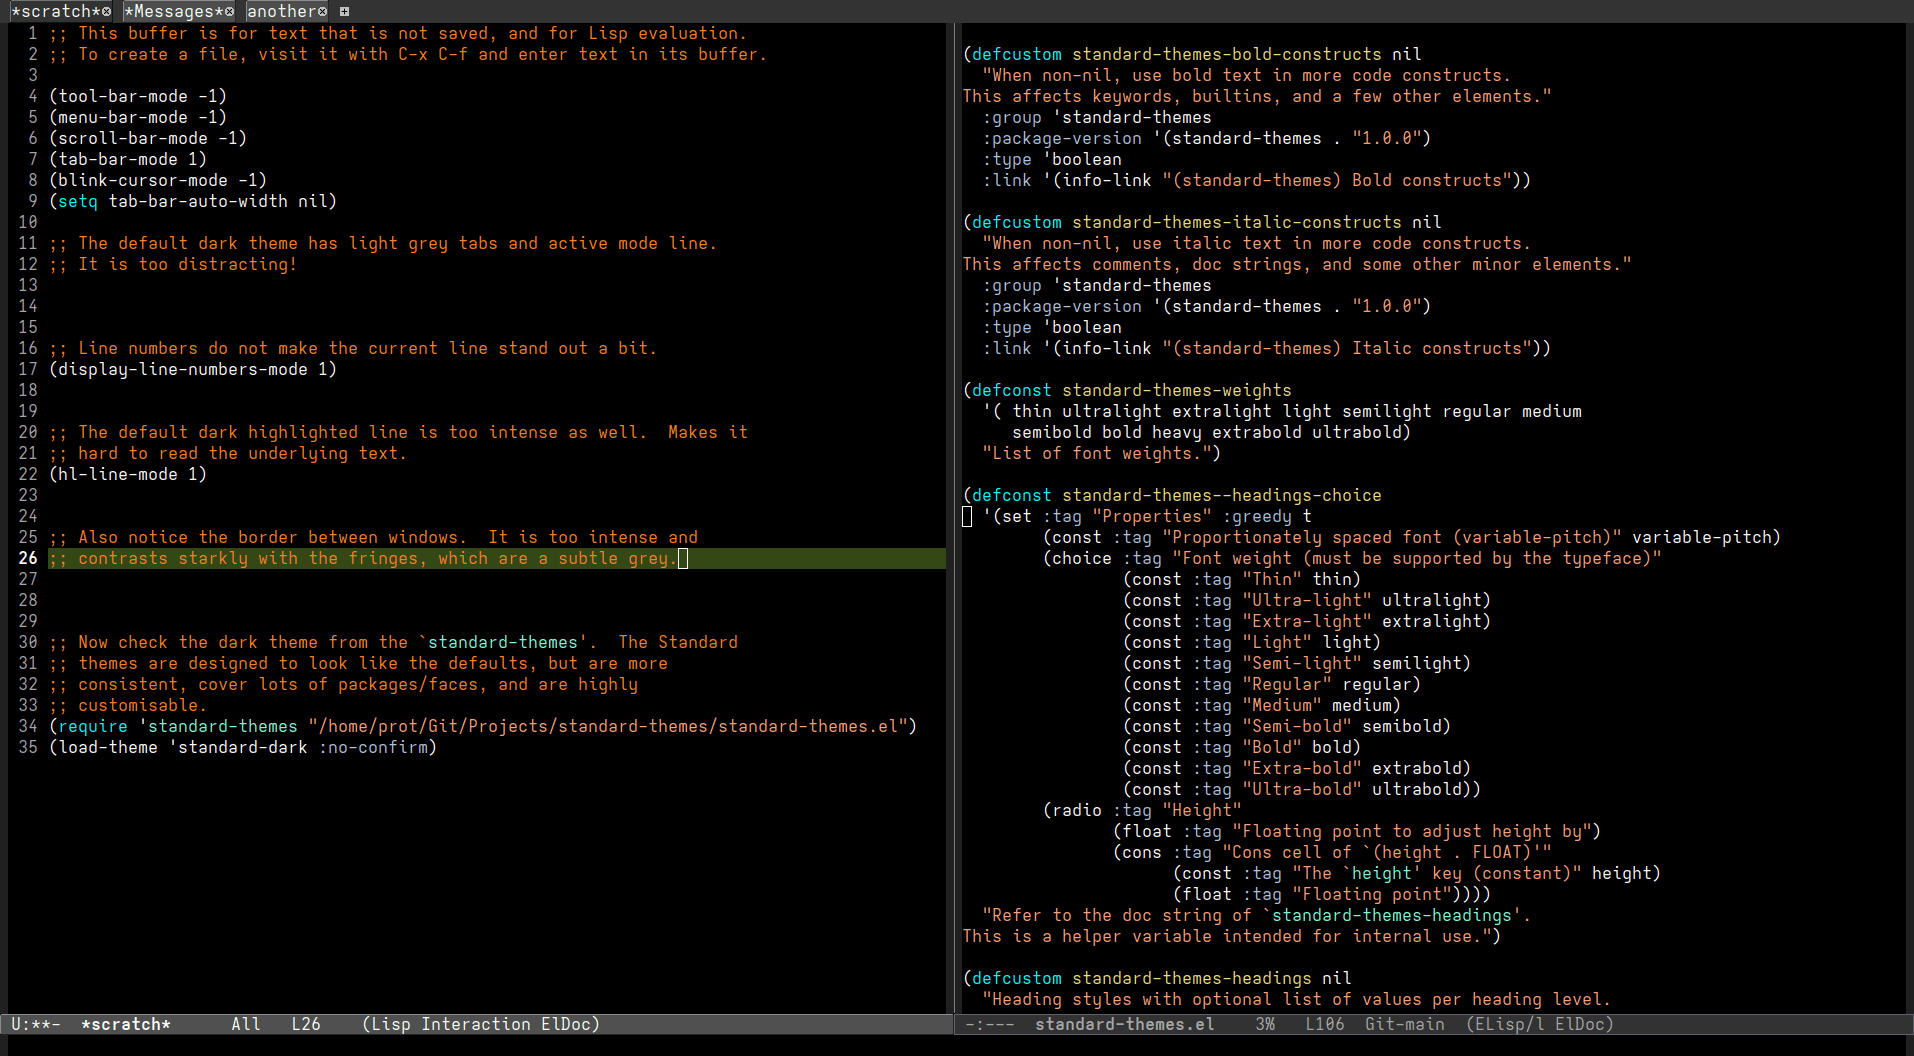 *scratch* *Messages* another
1 ;; This buffer is for text that is not saved, and for Lisp evaluation.
2 ;; To create a file, visit it with C-x C-f and enter text in its buffer.
3
4 (tool-bar-mode -1)
5 (menu-bar-mode -1)
6 (scroll-bar-mode -1)
7 (tab-bar-mode 1)
8 (blink-cursor-mode -1)
9 (setq tab-bar-auto-width nil)
10
11 ;; The default dark theme has light grey tabs and active mode line.
12 ;; It is too distracting!
13
14
15
16 ;; Line numbers do not make the current line stand out a bit.
17 (display-line-numbers-mode 1)
18
19
20 ;; The default dark highlighted line is too intense as well.  Makes it
21 ;; hard to read the underlying text.
22 (hl-line-mode 1)
23
24
25 ;; Also notice the border between windows.  It is too intense and
26 ;; contrasts starkly with the fringes, which are a subtle grey.
27
28
29
30 ;; Now check the dark theme from the `standard-themes'.  The Standard
31 ;; themes are designed to look like the defaults, but are more
32 ;; consistent, cover lots of packages/faces, and are highly
33 ;; customisable.
34 (require 'standard-themes "/home/prot/Git/Projects/standard-themes/standard-themes.el")
35 (load-theme 'standard-dark :no-confirm)
U:**-  *scratch*      All   L26    (Lisp Interaction ElDoc)
(defcustom standard-themes-bold-constructs nil
  "When non-nil, use bold text in more code constructs.
This affects keywords, builtins, and a few other elements."
  :group 'standard-themes
  :package-version '(standard-themes . "1.0.0")
  :type 'boolean
  :link '(info-link "(standard-themes) Bold constructs"))

(defcustom standard-themes-italic-constructs nil
  "When non-nil, use italic text in more code constructs.
This affects comments, doc strings, and some other minor elements."
  :group 'standard-themes
  :package-version '(standard-themes . "1.0.0")
  :type 'boolean
  :link '(info-link "(standard-themes) Italic constructs"))

(defconst standard-themes-weights
  '( thin ultralight extralight light semilight regular medium
     semibold bold heavy extrabold ultrabold)
  "List of font weights.")

(defconst standard-themes--headings-choice
  '(set :tag "Properties" :greedy t
        (const :tag "Proportionately spaced font (variable-pitch)" variable-pitch)
        (choice :tag "Font weight (must be supported by the typeface)"
                (const :tag "Thin" thin)
                (const :tag "Ultra-light" ultralight)
                (const :tag "Extra-light" extralight)
                (const :tag "Light" light)
                (const :tag "Semi-light" semilight)
                (const :tag "Regular" regular)
                (const :tag "Medium" medium)
                (const :tag "Semi-bold" semibold)
                (const :tag "Bold" bold)
                (const :tag "Extra-bold" extrabold)
                (const :tag "Ultra-bold" ultrabold))
        (radio :tag "Height"
               (float :tag "Floating point to adjust height by")
               (cons :tag "Cons cell of `(height . FLOAT)'"
                     (const :tag "The `height' key (constant)" height)
                     (float :tag "Floating point"))))
  "Refer to the doc string of `standard-themes-headings'.
This is a helper variable intended for internal use.")

(defcustom standard-themes-headings nil
  "Heading styles with optional list of values per heading level.
-:---  standard-themes.el    3%   L106  Git-main  (ELisp/l ElDoc)